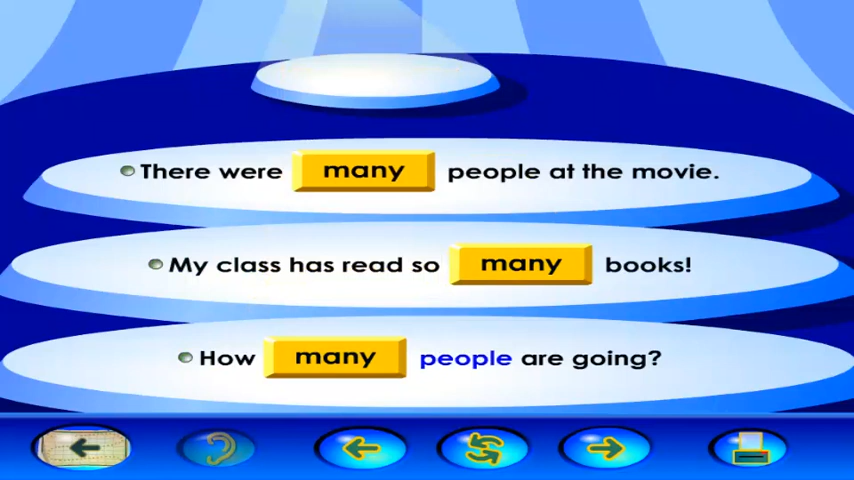 There were many people at the movie.
My class has read so many books!
How many people are going?